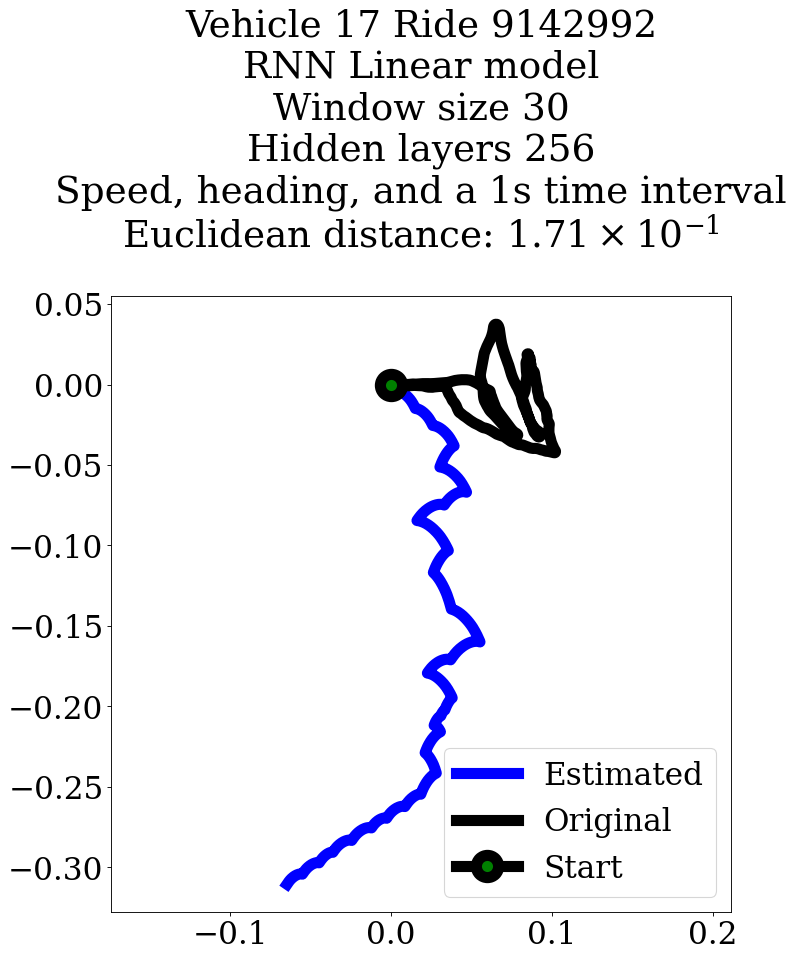 Vehicle 17 Ride 9142992
RNN Linear model
Window size 30
Hidden layers 256
Speed, heading, and a 1s time interval
Euclidean distance: 1.71 × 10⁻¹
0.05
0.00
−0.05
−0.10
−0.15
−0.20
−0.25
−0.30
Estimated
Original
Start
−0.1 0.0 0.1 0.2